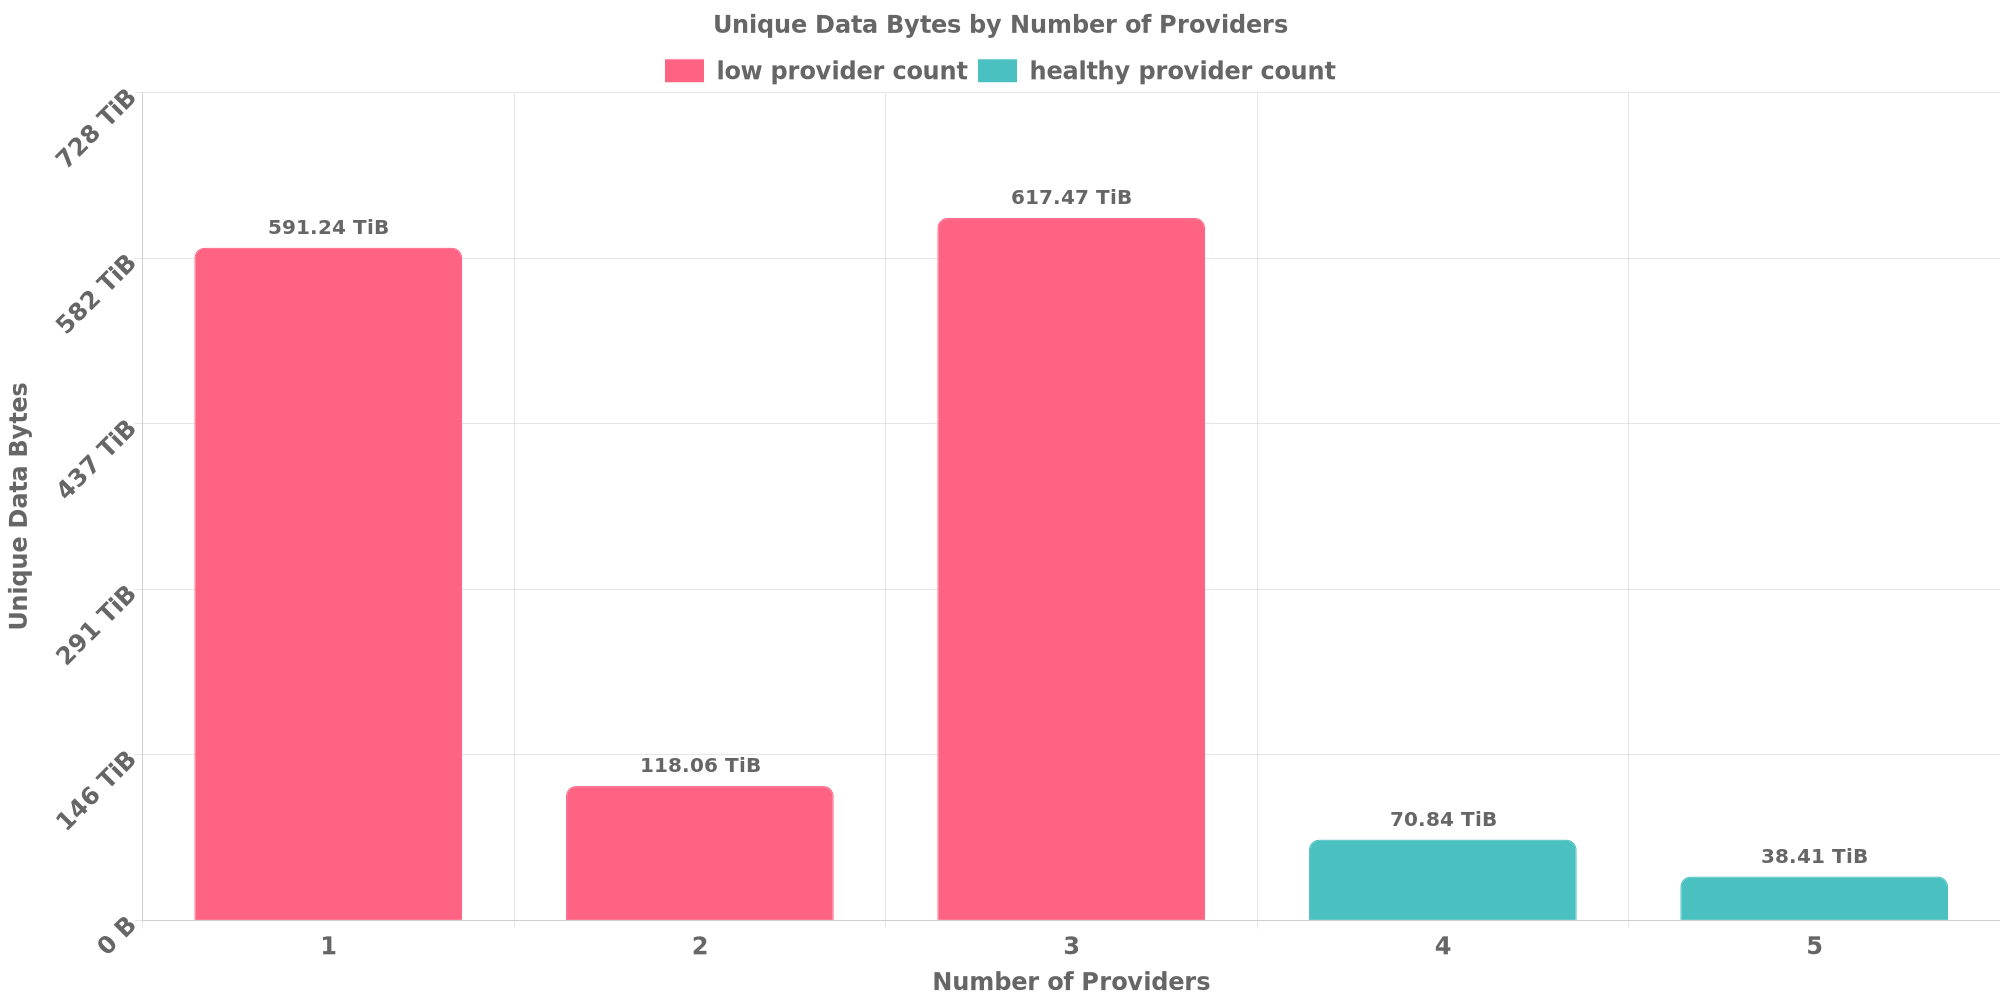 Unique Data Bytes by Number of Providers
low provider count healthy provider count
728 TiB
582 TiB
437 TiB
291 TiB
146 TiB
0 B
Unique Data Bytes
591.24 TiB
118.06 TiB
617.47 TiB
70.84 TiB
38.41 TiB
1 2 3 4 5
Number of Providers